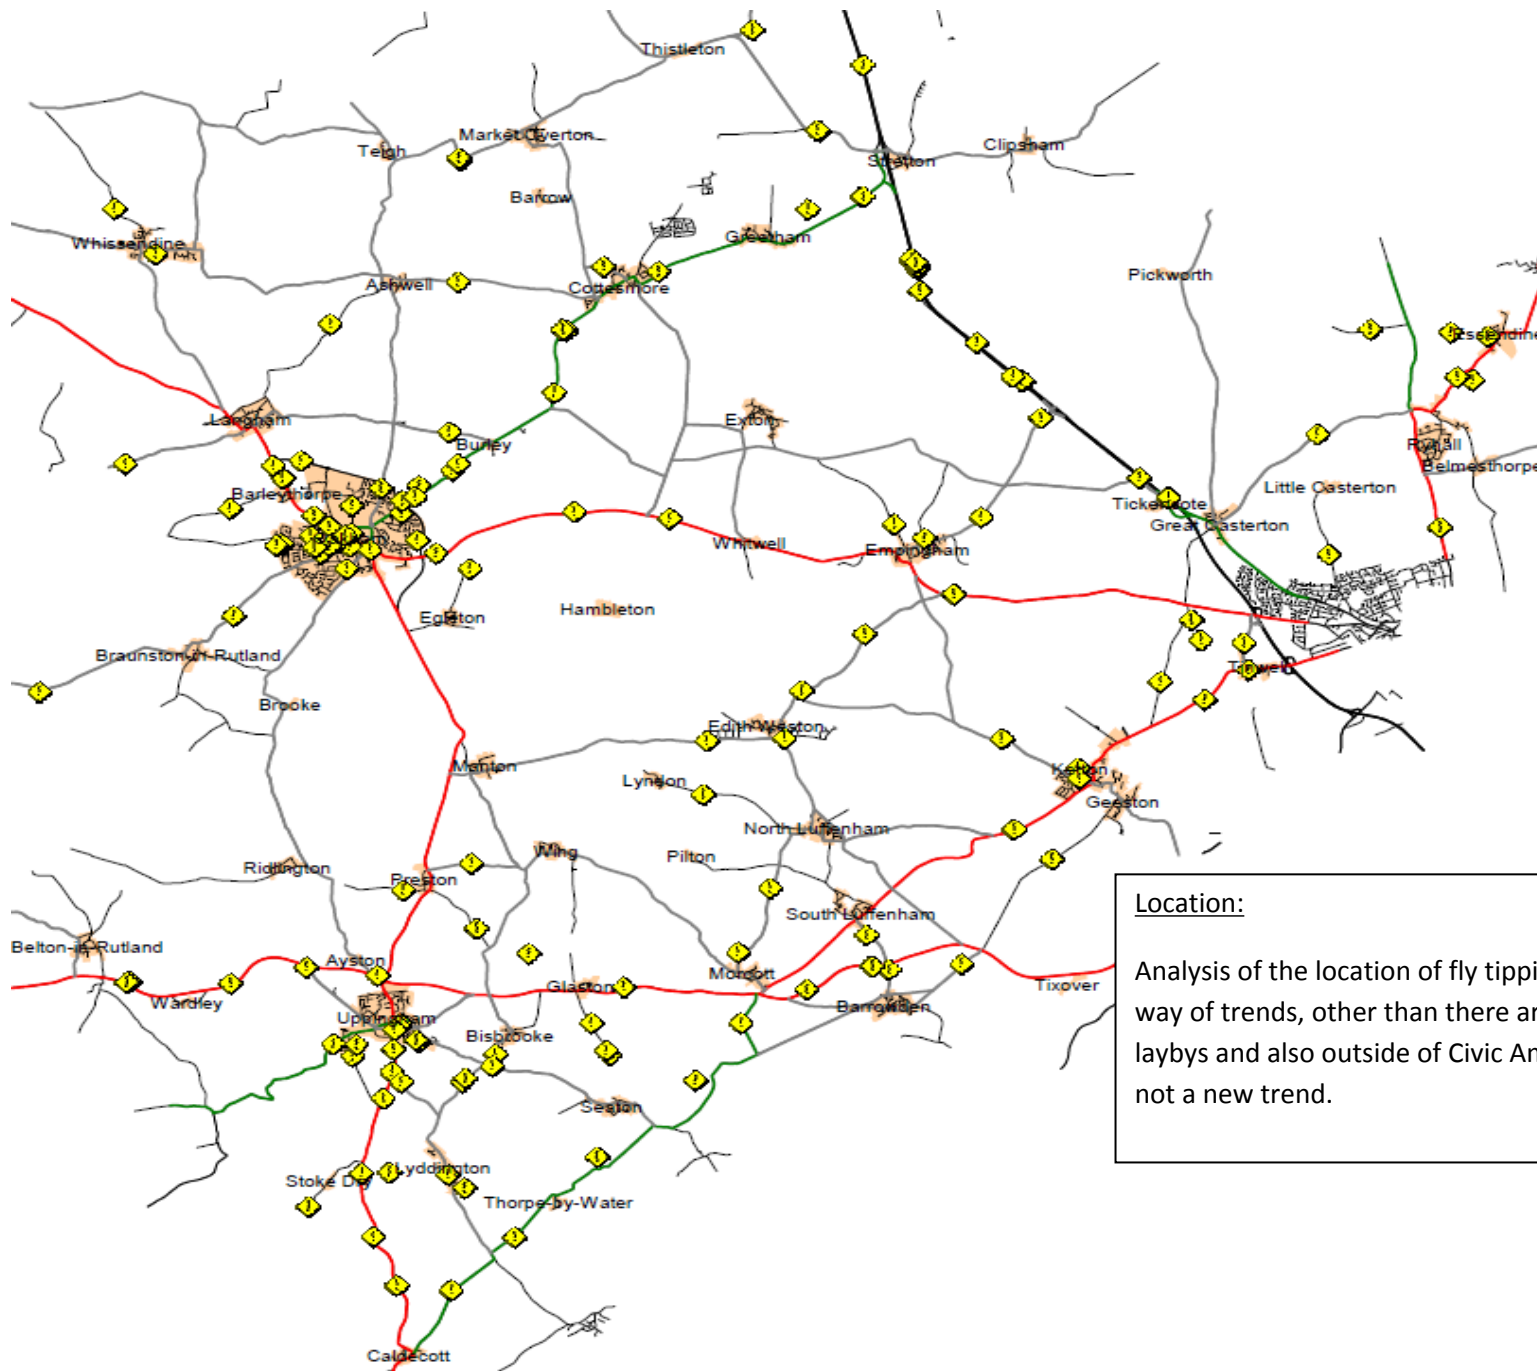 Thistleton
Market Overton
Teigh
Stretton
Clipsham
Barrow
Greetham
Whissendine
Ashwell
Cottesmore
Pickworth
Essendine
Langham
Exton
Burley
Ryhall
Belmesthorpe
Barleythorpe
Little Casterton
Tickencote
Great Casterton
Oakham
Whitwell
Empingham
Egleton
Hambleton
Braunston-in-Rutland
Tinwell
Brooke
Edith Weston
Manton
Lyndon
Ketton
Geeston
North Luffenham
Wing
Pilton
Ridlington
Preston
South Luffenham
Location:
Belton-in-Rutland
Ayston
Analysis of the location of fly tippi
Morcott
Tixover
Wardley
Glaston
way of trends, other than there ar
Barrowden
Uppingham
Bisbrooke
laybys and also outside of Civic Am
not a new trend.
Seaton
Lyddington
Stoke Dry
Thorpe-by-Water
Caldecott